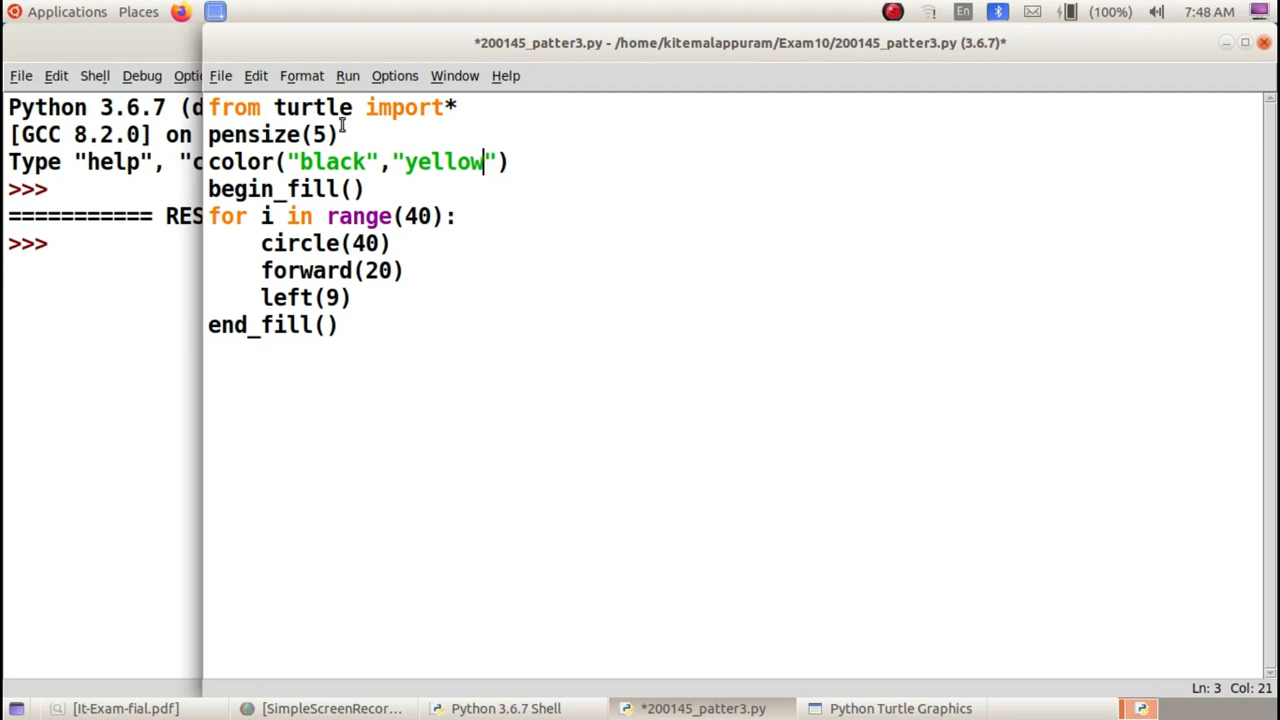 Applications Places En (100%) 7:48 AM
*200145_patter3.py - /home/kitemalappuram/Exam10/200145_patter3.py (3.6.7)*
File Edit Shell Debug
File Edit Format Run Options Window Help
Python 3.6.7 (d
[GCC 8.2.0] on
Type "help", "c
>>>
=========== RES
>>>
from turtle import*
pensize(5)
color("black","yellow")
begin_fill()
for i in range(40):
    circle(40)
    forward(20)
    left(9)
end_fill()
Ln: 3 Col: 21
[It-Exam-fial.pdf] [SimpleScreenRecor... Python 3.6.7 Shell *200145_patter3.py Python Turtle Graphics